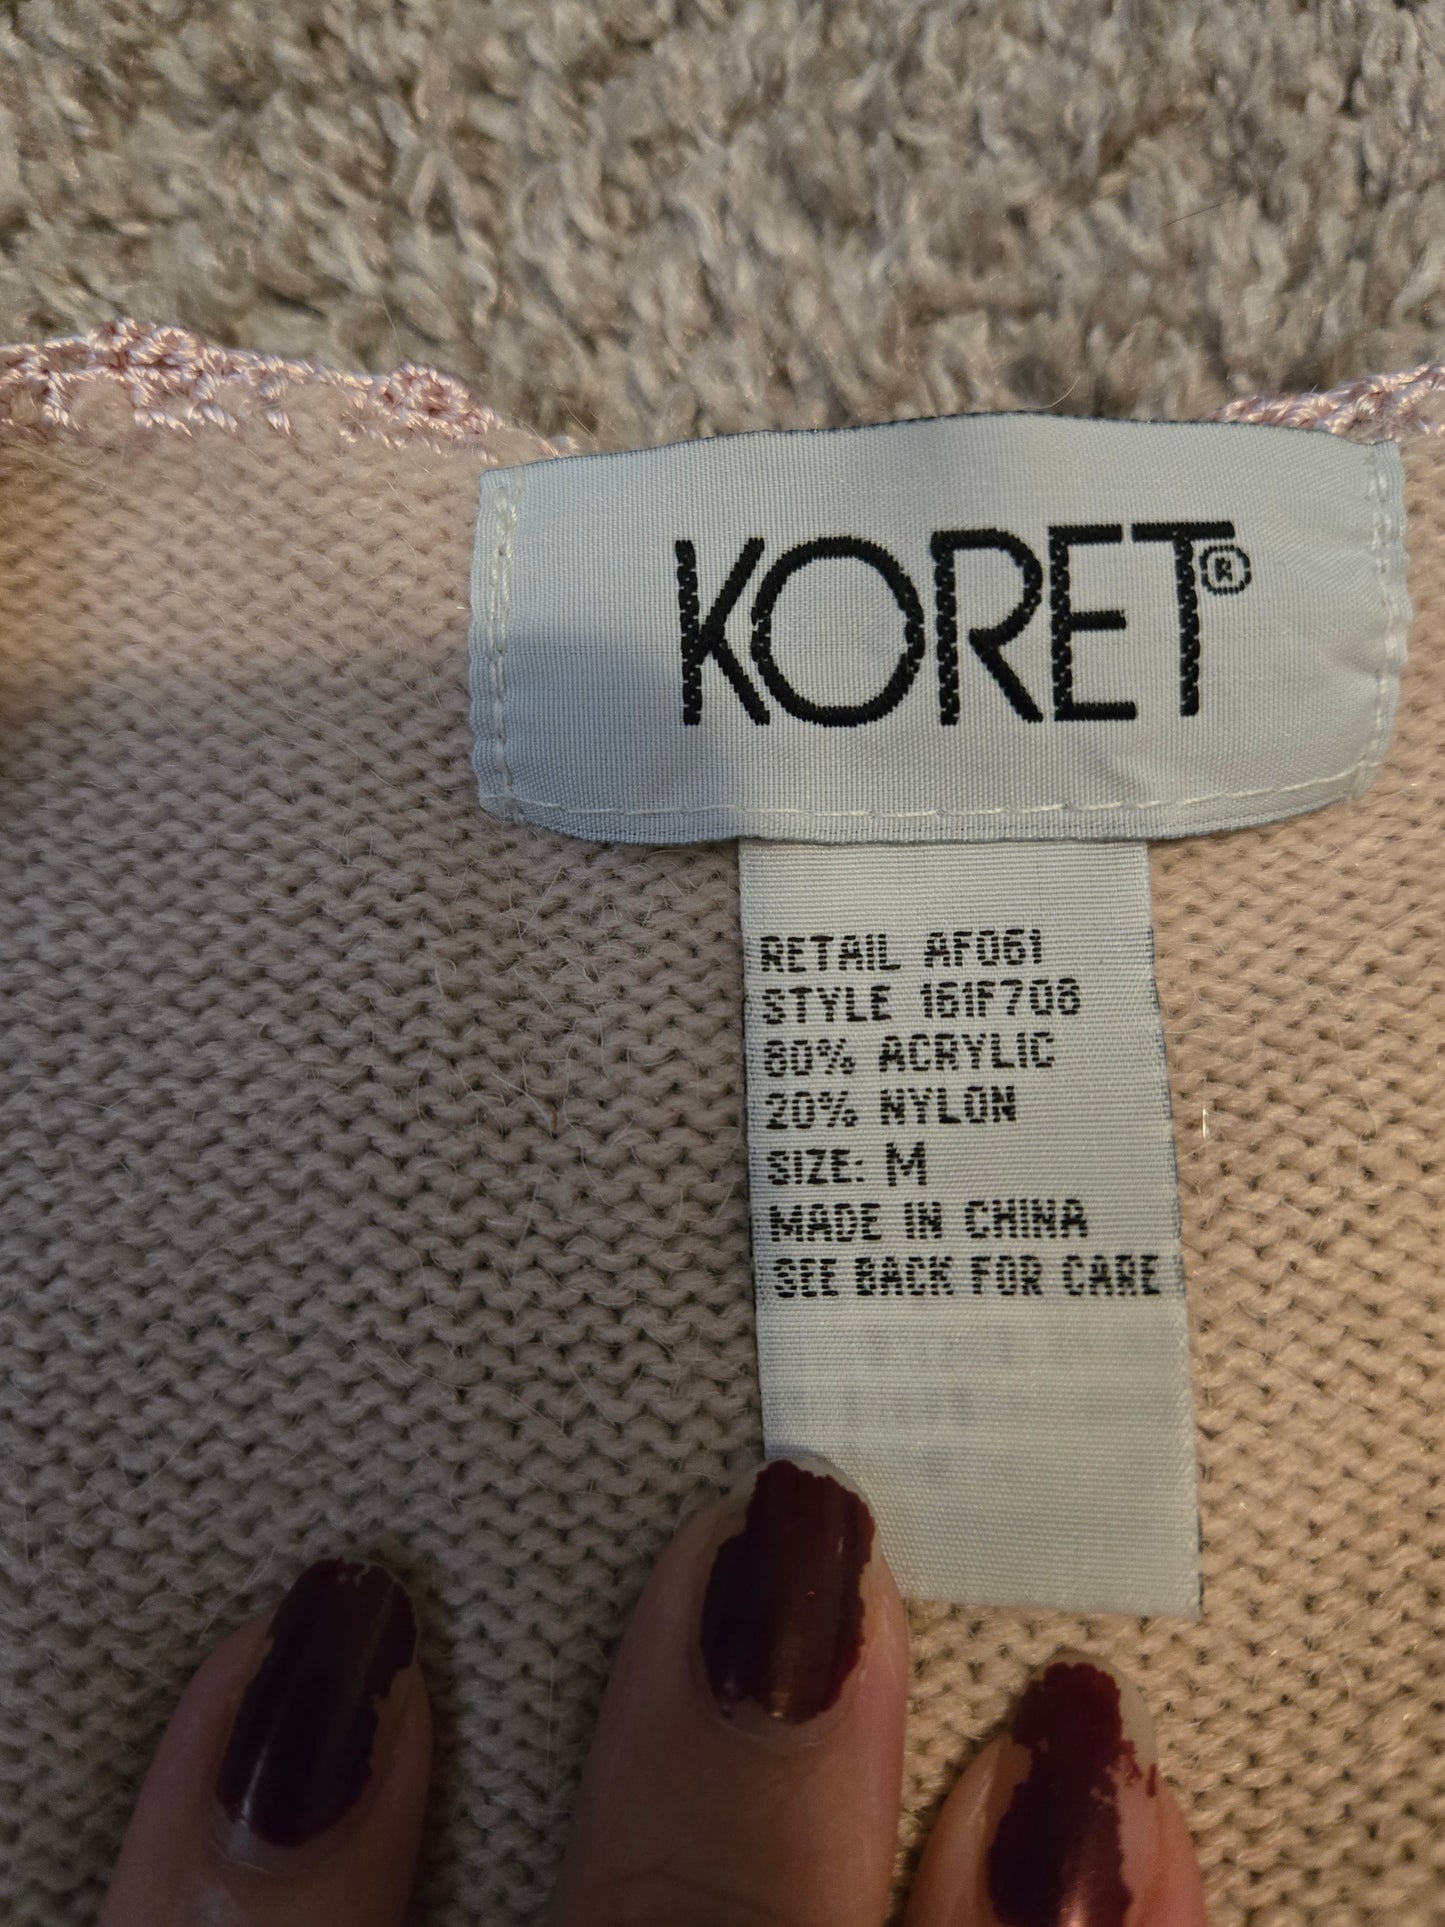 KORET®
RETAIL AF061
STYLE 161F708
80% ACRYLIC
20% NYLON
SIZE: M
MADE IN CHINA
SEE BACK FOR CARE